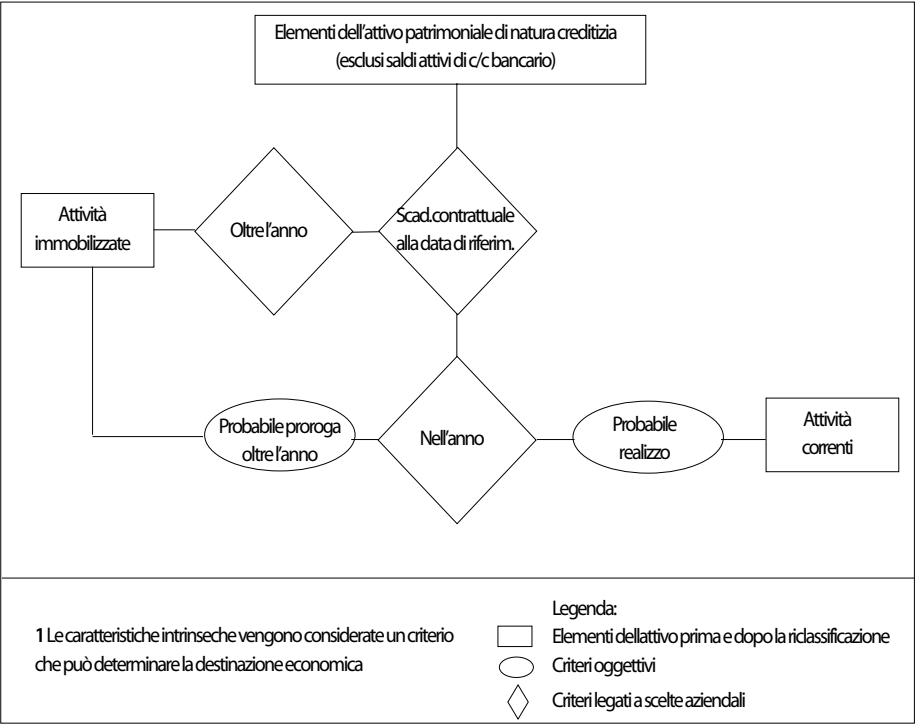 Elementi dell'attivo patrimoniale di natura creditizia
(esclusi saldi attivi di c/c bancario)
Attività
immobilizzate
Oltre l'anno
Scad.contrattuale
alla data di riferim.
Probabile proroga
oltre l'anno
Nell'anno
Probabile
realizzo
Attività
correnti
1 Le caratteristiche intrinseche vengono considerate un criterio
che può determinare la destinazione economica
Legenda:
Elementi dellattivo prima e dopo la riclassificazione
Criteri oggettivi
Criteri legati a scelte aziendali